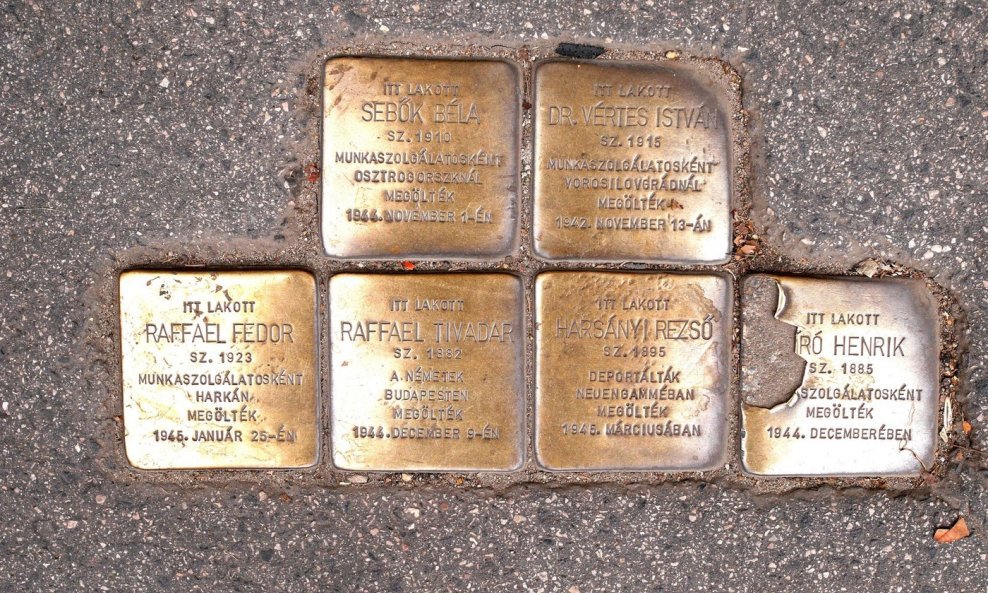 ITT LAKOTT
SEBŐK BÉLA
SZ. 1910
MUNKASZOLGÁLATOSKÉNT
OSZTROGORSZKNÁL
MEGÖLTÉK
1944. NOVEMBER 1-ÉN
ITT LAKOTT
DR. VÉRTES ISTVÁN
SZ. 1915
MUNKASZOLGÁLATOSKÉNT
VOROSILOVGRÁDNÁL
MEGÖLTÉK
1942. NOVEMBER 13-ÁN
ITT LAKOTT
RAFFAEL FEDOR
SZ. 1923
MUNKASZOLGÁLATOSKÉNT
HARKÁN
MEGÖLTÉK
1945. JANUÁR 25-ÉN
ITT LAKOTT
RAFFAEL TIVADAR
SZ. 1882
A NÉMETEK
BUDAPESTEN
MEGÖLTÉK
1944. DECEMBER 9-ÉN
ITT LAKOTT
HARSÁNYI REZSŐ
SZ. 1895
DEPORTÁLTÁK
NEUENGAMMÉBAN
MEGÖLTÉK
1945. MÁRCIUSÁBAN
ITT LAKOTT
ÍRÓ HENRIK
SZ. 1885
SZOLGÁLATOSKÉNT
MEGÖLTÉK
1944. DECEMBERÉBEN